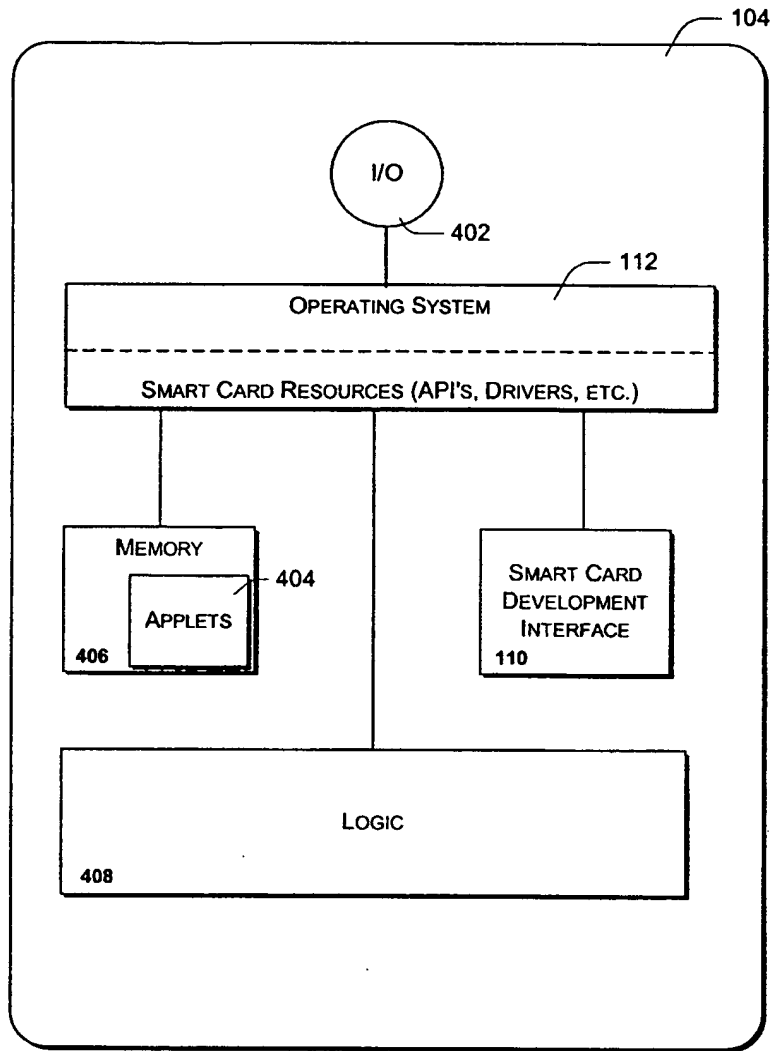 104
I/O
402
112
OPERATING SYSTEM
SMART CARD RESOURCES (API'S, DRIVERS, ETC.)
MEMORY
404
APPLETS
406
SMART CARD
DEVELOPMENT
INTERFACE
110
LOGIC
408